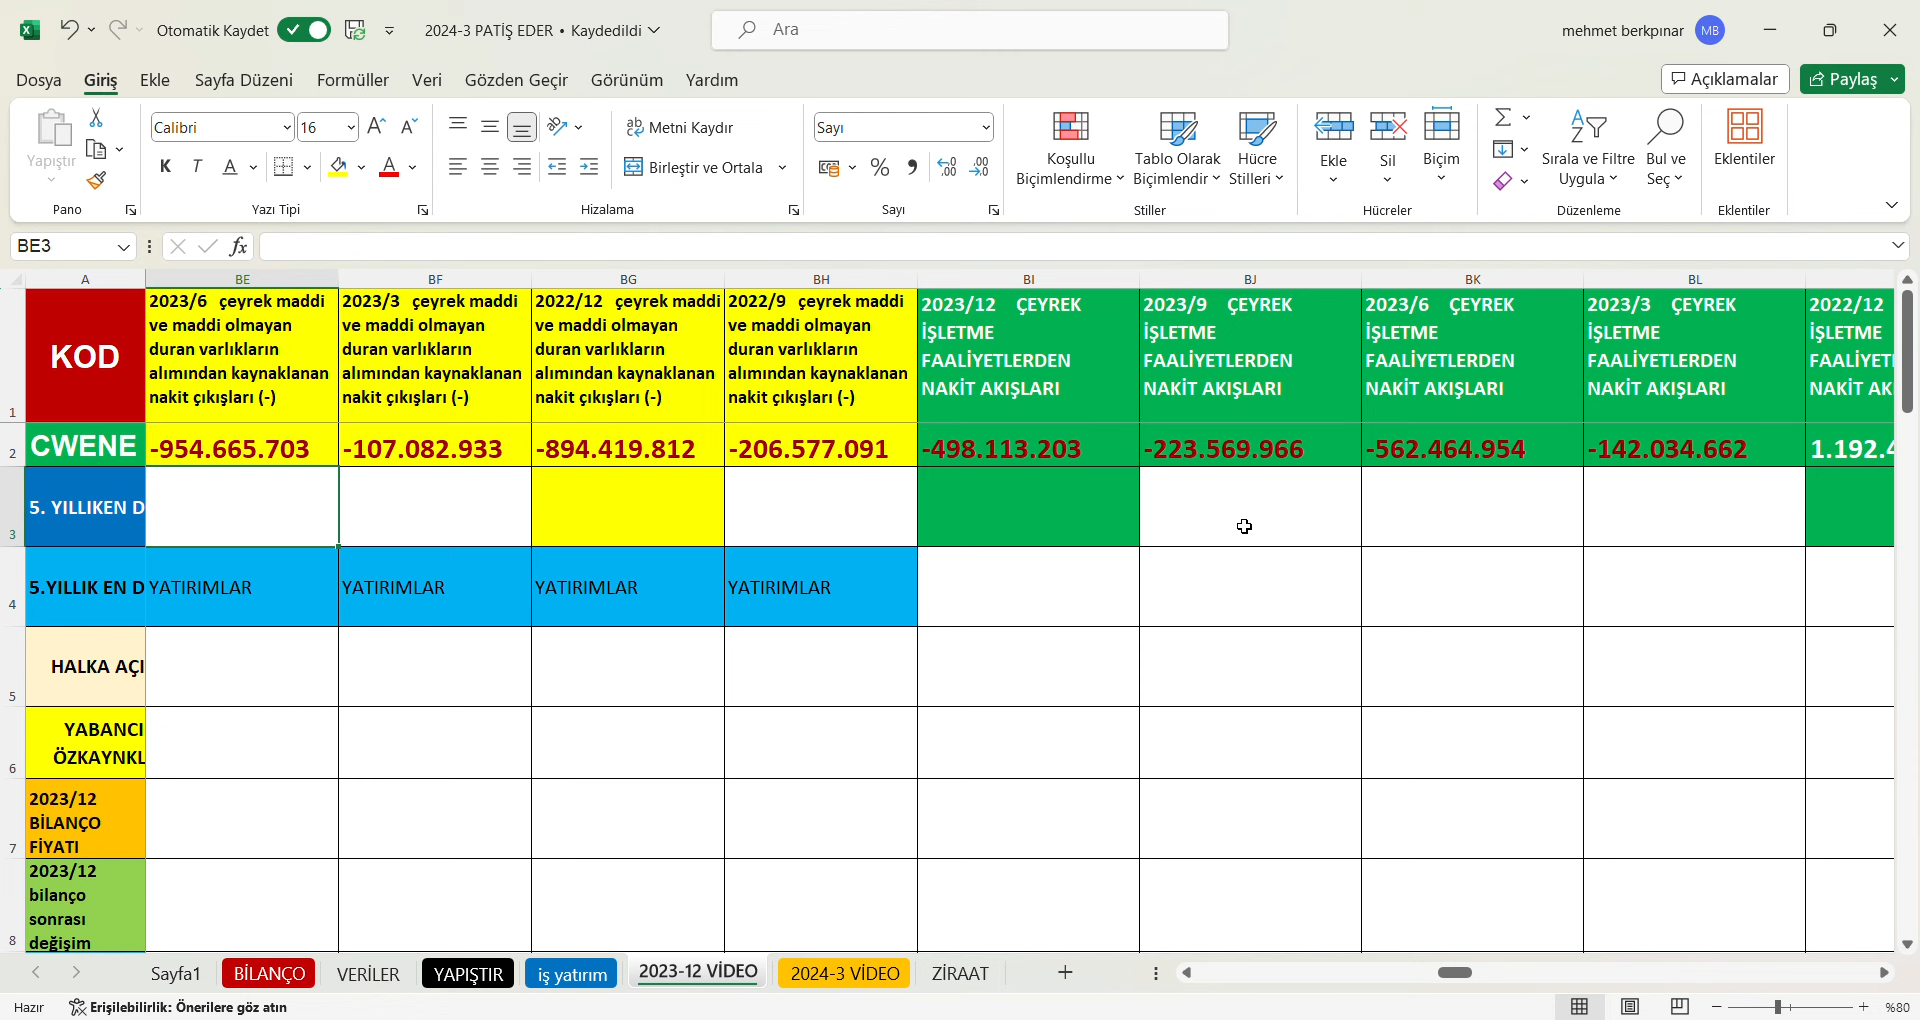 Otomatik Kaydet
2024-3 PATİŞ EDER • Kaydedildi
Ara
mehmet berkpınar
MB
Dosya Giriş Ekle Sayfa Düzeni Formüller Veri Gözden Geçir Görünüm Yardım
Açıklamalar
Paylaş
Yapıştır
Pano
Calibri
16
K T A
A
Yazı Tipi
Metni Kaydır
Birleştir ve Ortala
Hizalama
Sayı
Sayı
Koşullu
Biçimlendirme
Tablo Olarak
Biçimlendir
Hücre
Stilleri
Stiller
Ekle
Sil
Biçim
Hücreler
Sırala ve Filtre
Uygula
Bul ve
Seç
Düzenleme
Eklentiler
Eklentiler
BE3
fx
A BE BF BG BH BI BJ BK BL
1
KOD
2023/6 çeyrek maddi
ve maddi olmayan
duran varlıkların
alımından kaynaklanan
nakit çıkışları (-)
2023/3 çeyrek maddi
ve maddi olmayan
duran varlıkların
alımından kaynaklanan
nakit çıkışları (-)
2022/12 çeyrek maddi
ve maddi olmayan
duran varlıkların
alımından kaynaklanan
nakit çıkışları (-)
2022/9 çeyrek maddi
ve maddi olmayan
duran varlıkların
alımından kaynaklanan
nakit çıkışları (-)
2023/12 ÇEYREK
İŞLETME
FAALİYETLERDEN
NAKİT AKIŞLARI
2023/9 ÇEYREK
İŞLETME
FAALİYETLERDEN
NAKİT AKIŞLARI
2023/6 ÇEYREK
İŞLETME
FAALİYETLERDEN
NAKİT AKIŞLARI
2023/3 ÇEYREK
İŞLETME
FAALİYETLERDEN
NAKİT AKIŞLARI
2022/12
İŞLETME
FAALİYET
NAKİT AK
2
CWENE -954.665.703 -107.082.933 -894.419.812 -206.577.091 -498.113.203 -223.569.966 -562.464.954 -142.034.662 1.192.4
3
5. YILLIKEN D
4
5.YILLIK EN D YATIRIMLAR YATIRIMLAR YATIRIMLAR YATIRIMLAR
5
HALKA AÇI
6
YABANCI
ÖZKAYNKL
7
2023/12
BİLANÇO
FİYATI
8
2023/12
bilanço
sonrası
değişim
Sayfa1 BİLANÇO VERİLER YAPIŞTIR iş yatırım 2023-12 VİDEO 2024-3 VİDEO ZİRAAT
Hazır Erişilebilirlik: Önerilere göz atın
%80